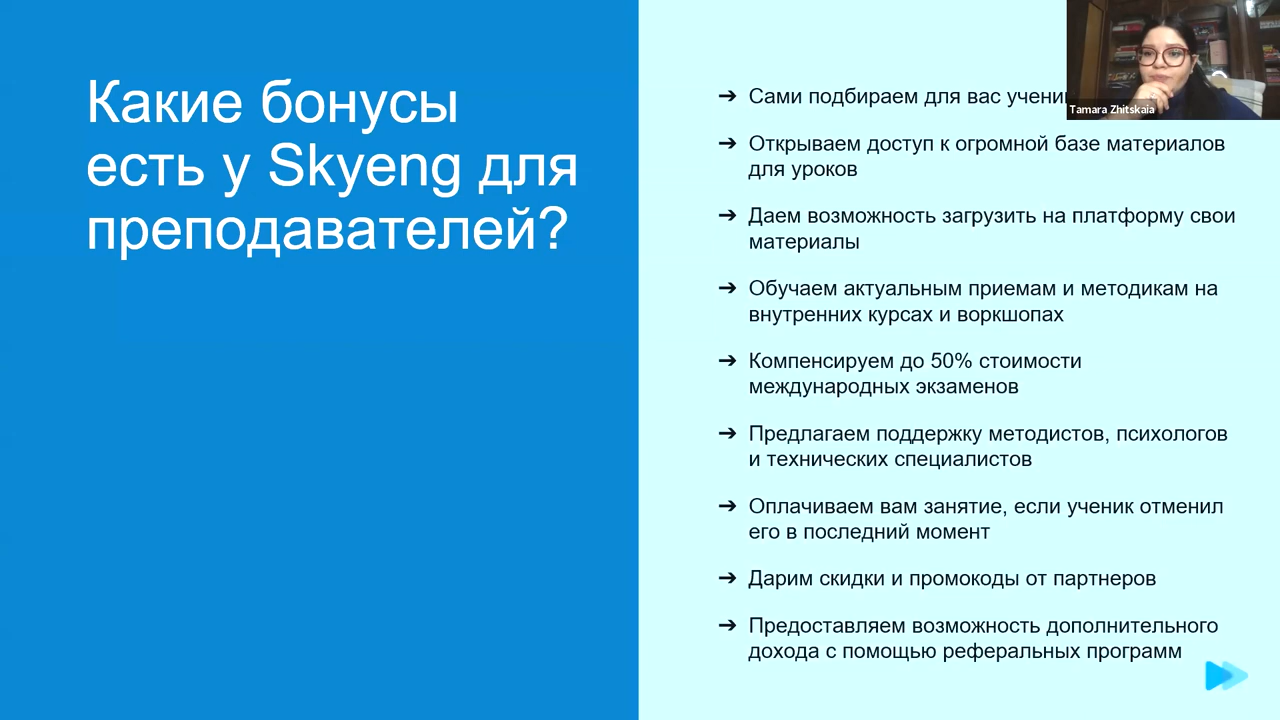 Какие бонусы
есть у Skyeng для
преподавателей?
➔ Сами подбираем для вас
Tamara Zhitskaia
➔ Открываем доступ к огромной базе материалов
для уроков
➔ Даем возможность загрузить на платформу свои
материалы
➔ Обучаем актуальным приемам и методикам на
внутренних курсах и воркшопах
➔ Компенсируем до 50% стоимости
международных экзаменов
➔ Предлагаем поддержку методистов, психологов
и технических специалистов
➔ Оплачиваем вам занятие, если ученик отменил
его в последний момент
➔ Дарим скидки и промокоды от партнеров
➔ Предоставляем возможность дополнительного
дохода с помощью реферальных программ